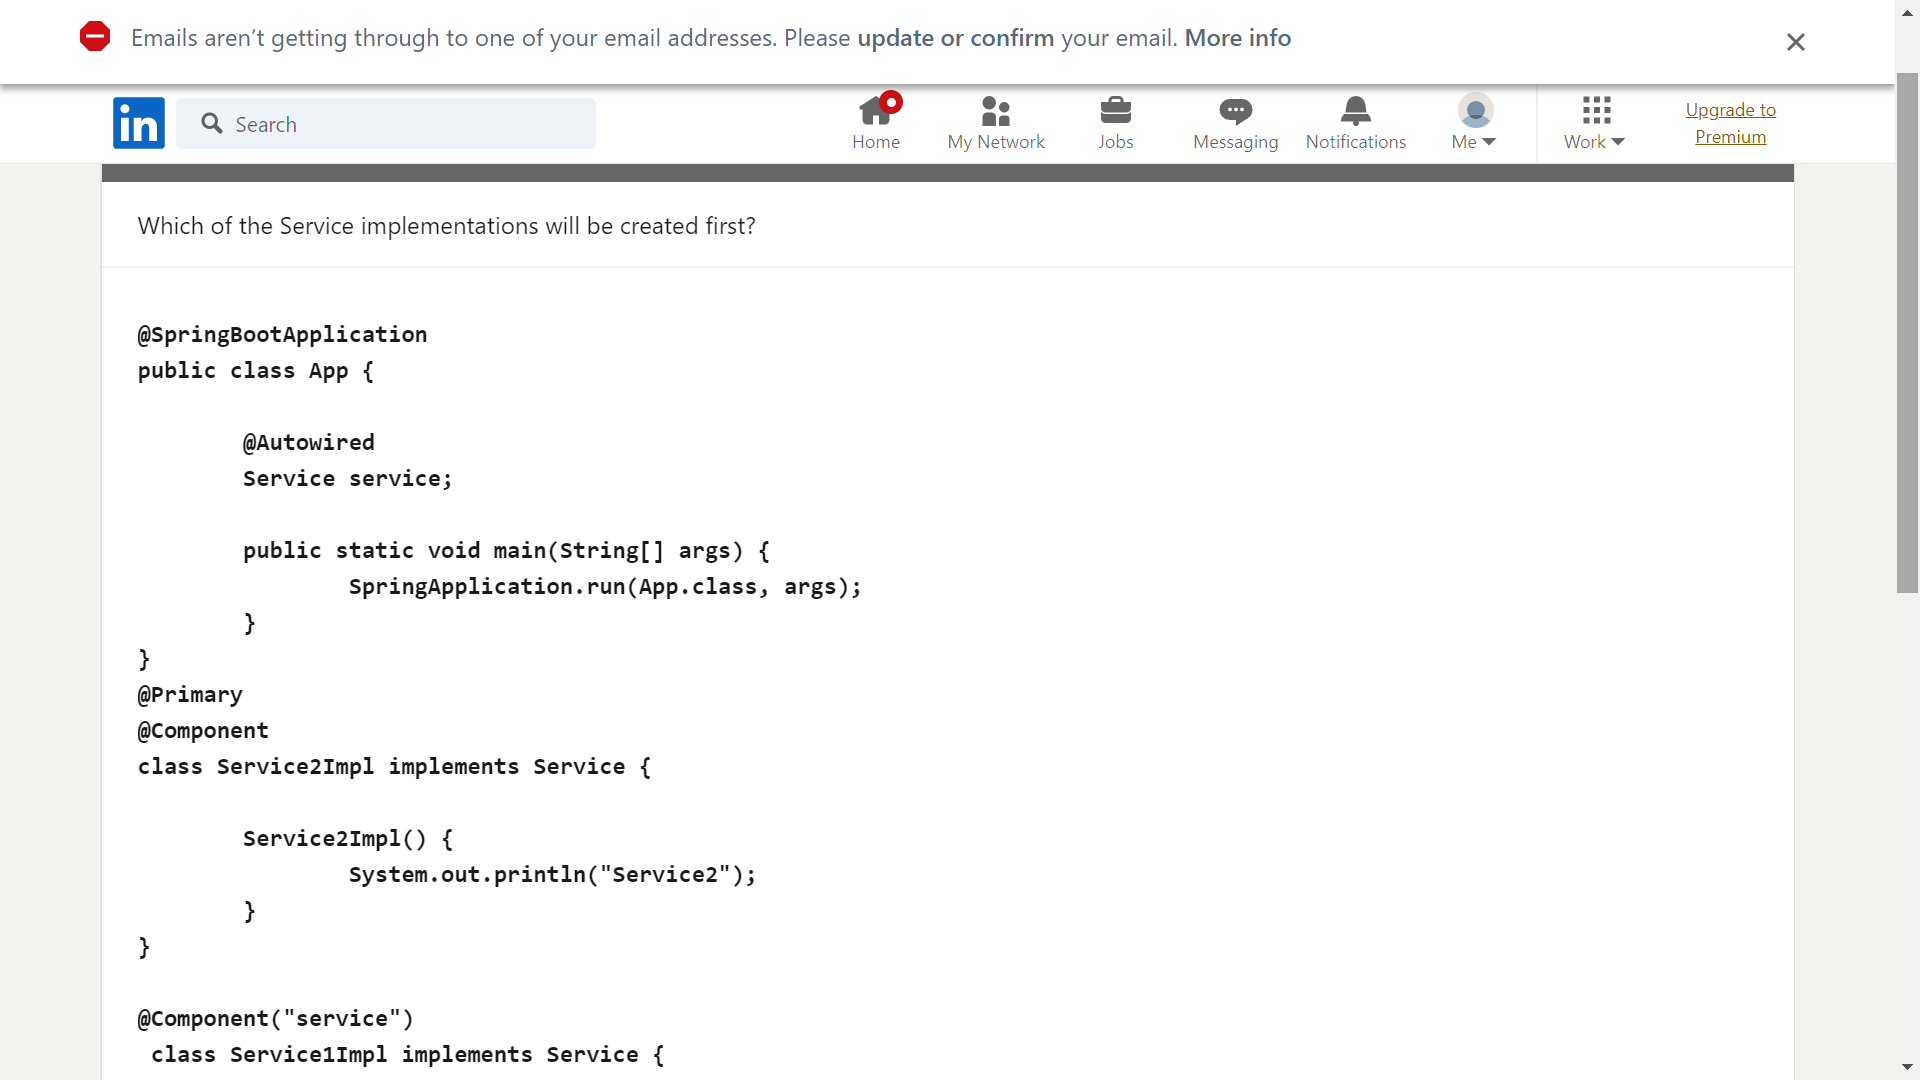 Emails aren’t getting through to one of your email addresses. Please update or confirm your email. More info
in
Search
Home
My Network
Jobs
Messaging
Notifications
Me
Work
Upgrade to
Premium
Which of the Service implementations will be created first?
@SpringBootApplication
public class App {
@Autowired
Service service;
public static void main(String[] args) {
SpringApplication.run(App.class, args);
}
}
@Primary
@Component
class Service2Impl implements Service {
Service2Impl() {
System.out.println("Service2");
}
}
@Component("service")
class Service1Impl implements Service {